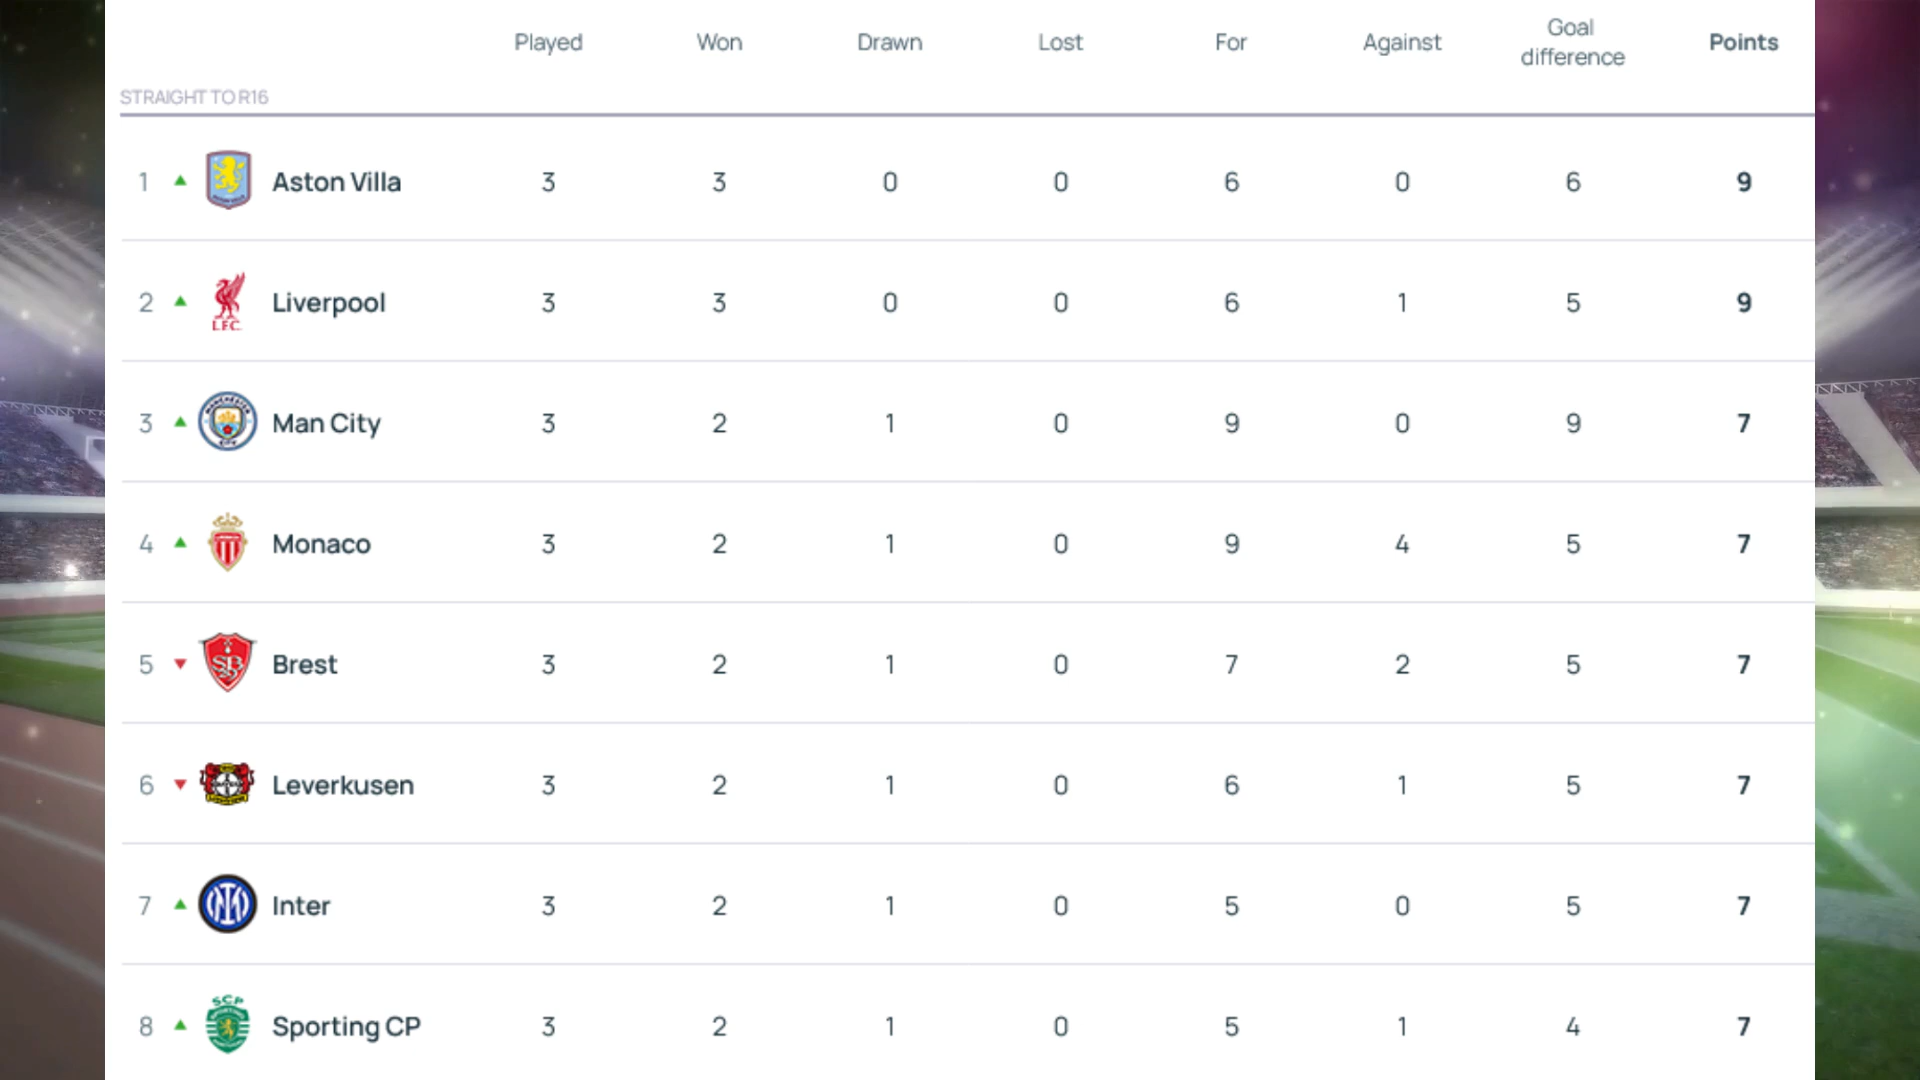 Played Won Drawn Lost For Against Goal difference Points
STRAIGHT TO R16
1 Aston Villa 3 3 0 0 6 0 6 9
2 L.F.C. Liverpool 3 3 0 0 6 1 5 9
3 MANCHESTER CITY Man City 3 2 1 0 9 0 9 7
4 Monaco 3 2 1 0 9 4 5 7
5 SB Brest 3 2 1 0 7 2 5 7
6 Leverkusen 3 2 1 0 6 1 5 7
7 Inter 3 2 1 0 5 0 5 7
8 SCP Sporting CP 3 2 1 0 5 1 4 7